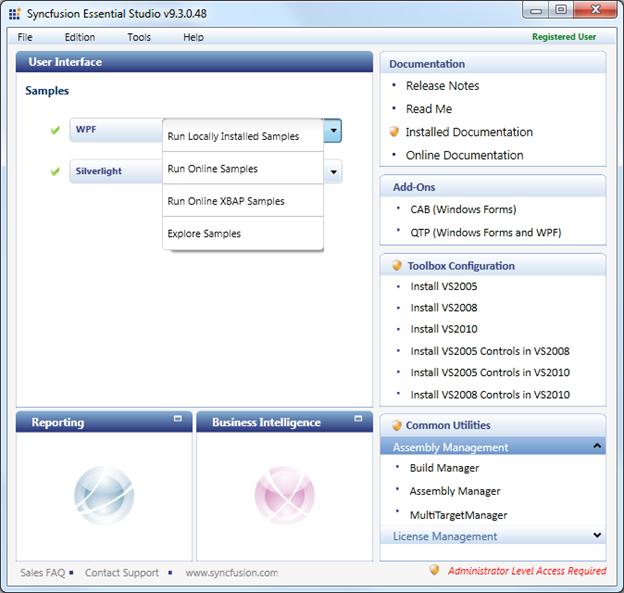 Syncfusion Essential Studio v9.3.0.48
File Edition Tools Help Registered User
User Interface
Samples
WPF
Run Locally Installed Samples
Run Online Samples
Run Online XBAP Samples
Explore Samples
Silverlight
Reporting
Business Intelligence
Documentation
Release Notes
Read Me
Installed Documentation
Online Documentation
Add-Ons
CAB (Windows Forms)
QTP (Windows Forms and WPF)
Toolbox Configuration
Install VS2005
Install VS2008
Install VS2010
Install VS2005 Controls in VS2008
Install VS2005 Controls in VS2010
Install VS2008 Controls in VS2010
Common Utilities
Assembly Management
Build Manager
Assembly Manager
MultiTargetManager
License Management
Sales FAQ Contact Support www.syncfusion.com
Administrator Level Access Required